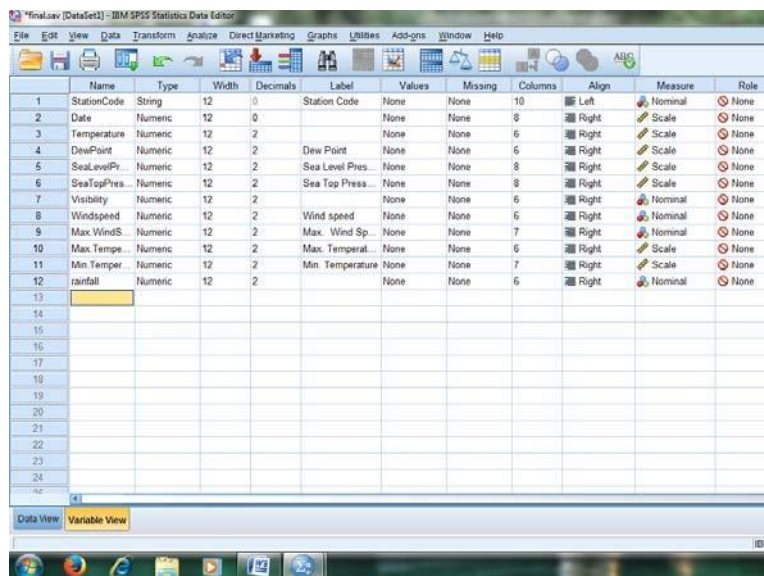 *final.sav [DataSet1] - IBM SPSS Statistics Data Editor
File Edit View Data Transform Analyze Direct Marketing Graphs Utilities Add-ons Window Help
Name Type Width Decimals Label Values Missing Columns Align Measure Role
1 StationCode String 12 0 Station Code None None 10 Left Nominal None
2 Date Numeric 12 0 None None 8 Right Scale None
3 Temperature Numeric 12 2 None None 6 Right Scale None
4 DewPoint Numeric 12 2 Dew Point None None 6 Right Scale None
5 SeaLevelPr... Numeric 12 2 Sea Level Pres... None None 8 Right Scale None
6 SeaTopPres... Numeric 12 2 Sea Top Press... None None 8 Right Scale None
7 Visibility Numeric 12 2 None None 6 Right Nominal None
8 Windspeed Numeric 12 2 Wind speed None None 6 Right Nominal None
9 Max.WindS... Numeric 12 2 Max. Wind Sp... None None 7 Right Nominal None
10 Max.Tempe... Numeric 12 2 Max. Temperat... None None 6 Right Scale None
11 Min.Temper... Numeric 12 2 Min. Temperature None None 7 Right Scale None
12 rainfall Numeric 12 2 None None 6 Right Nominal None
13
14
15
16
17
18
19
20
21
22
23
24
Data View Variable View